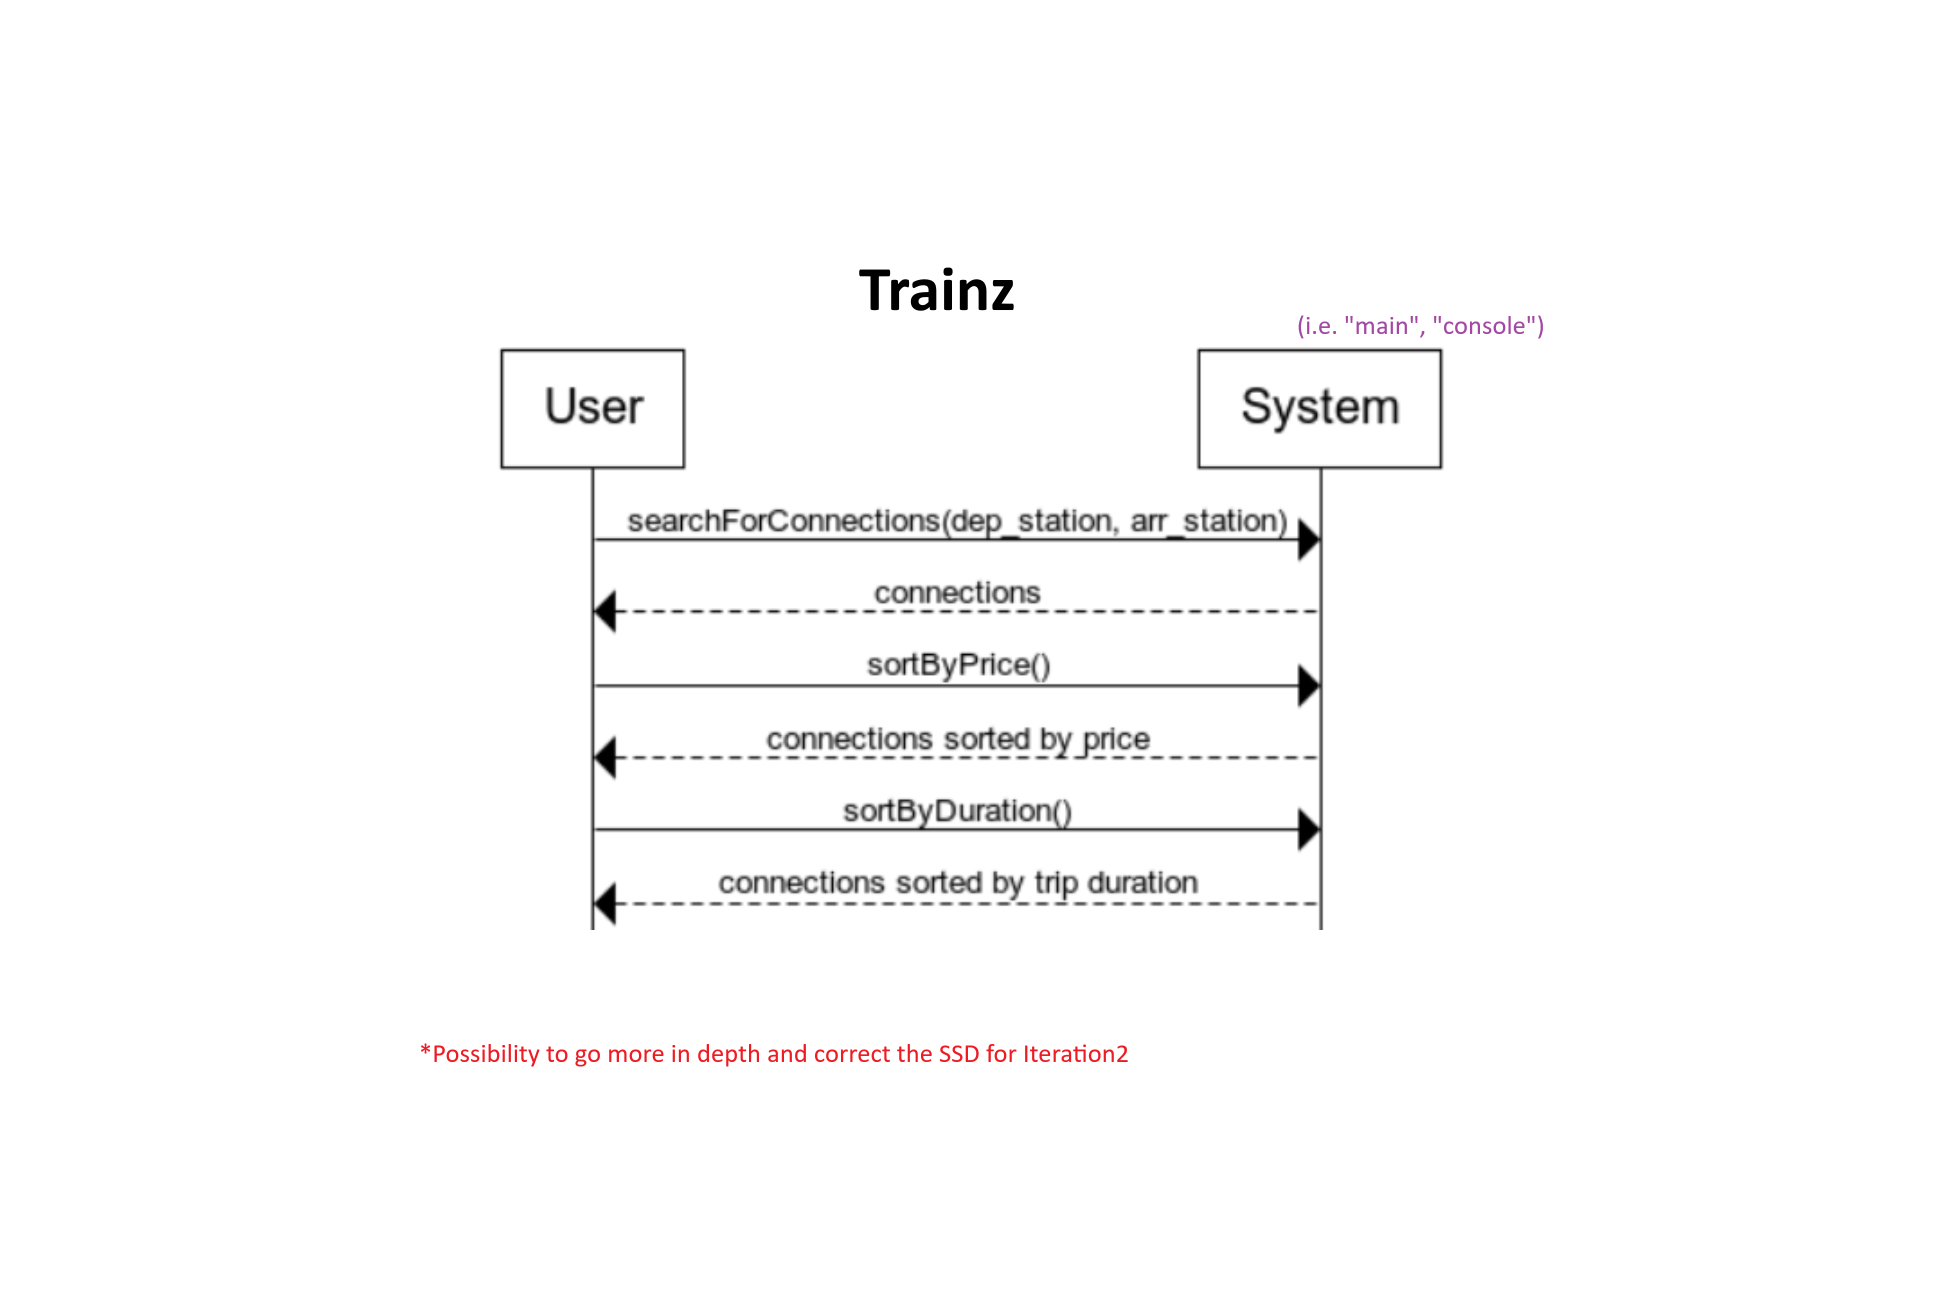 Trainz
(i.e. "main", "console")
User
System
searchForConnections(dep_station, arr_station)
connections
sortByPrice()
connections sorted by price
sortByDuration()
connections sorted by trip duration
*Possibility to go more in depth and correct the SSD for Iteration2